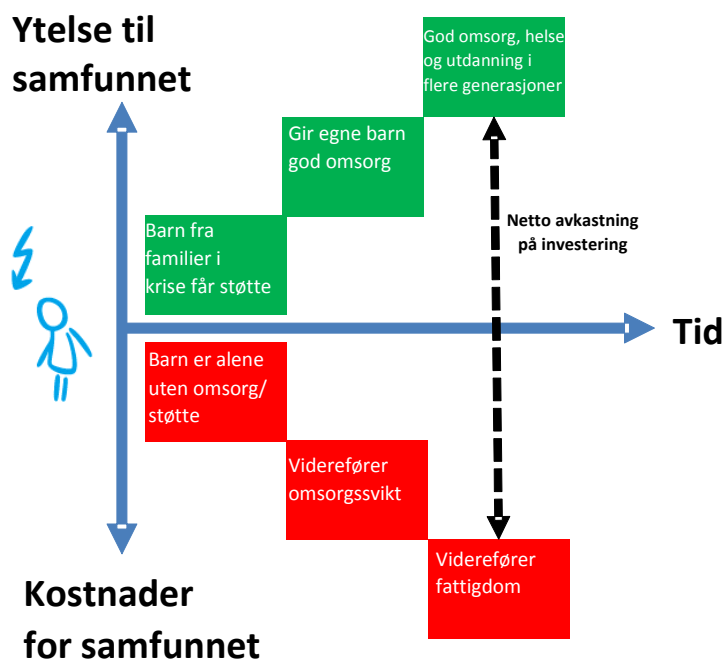 Ytelse til
samfunnet
God omsorg, helse
og utdanning i
flere generasjoner
Gir egne barn
god omsorg
Barn fra
familier i
krise får støtte
Netto avkastning
på investering
Tid
Barn er alene
uten omsorg/
støtte
Viderefører
omsorgssvikt
Viderefører
fattigdom
Kostnader
for samfunnet